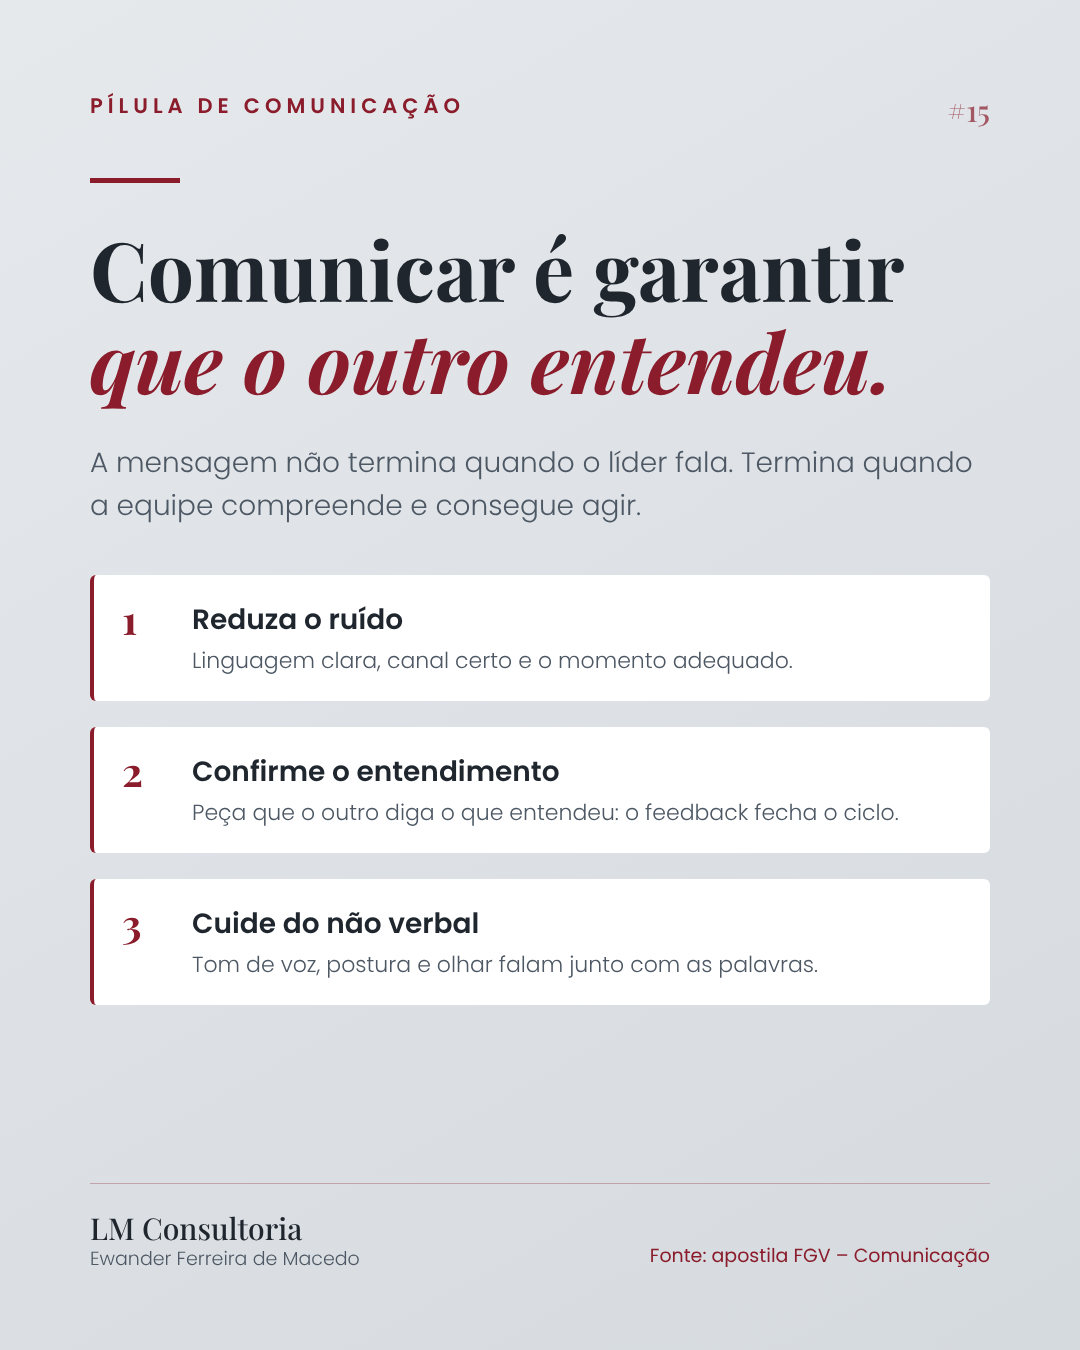 PÍLULA DE COMUNICAÇÃO
#15
Comunicar é garantir
que o outro entendeu.
A mensagem não termina quando o líder fala. Termina quando
a equipe compreende e consegue agir.
1
Reduza o ruído
Linguagem clara, canal certo e o momento adequado.
2
Confirme o entendimento
Peça que o outro diga o que entendeu: o feedback fecha o ciclo.
3
Cuide do não verbal
Tom de voz, postura e olhar falam junto com as palavras.
LM Consultoria
Ewander Ferreira de Macedo
Fonte: apostila FGV – Comunicação